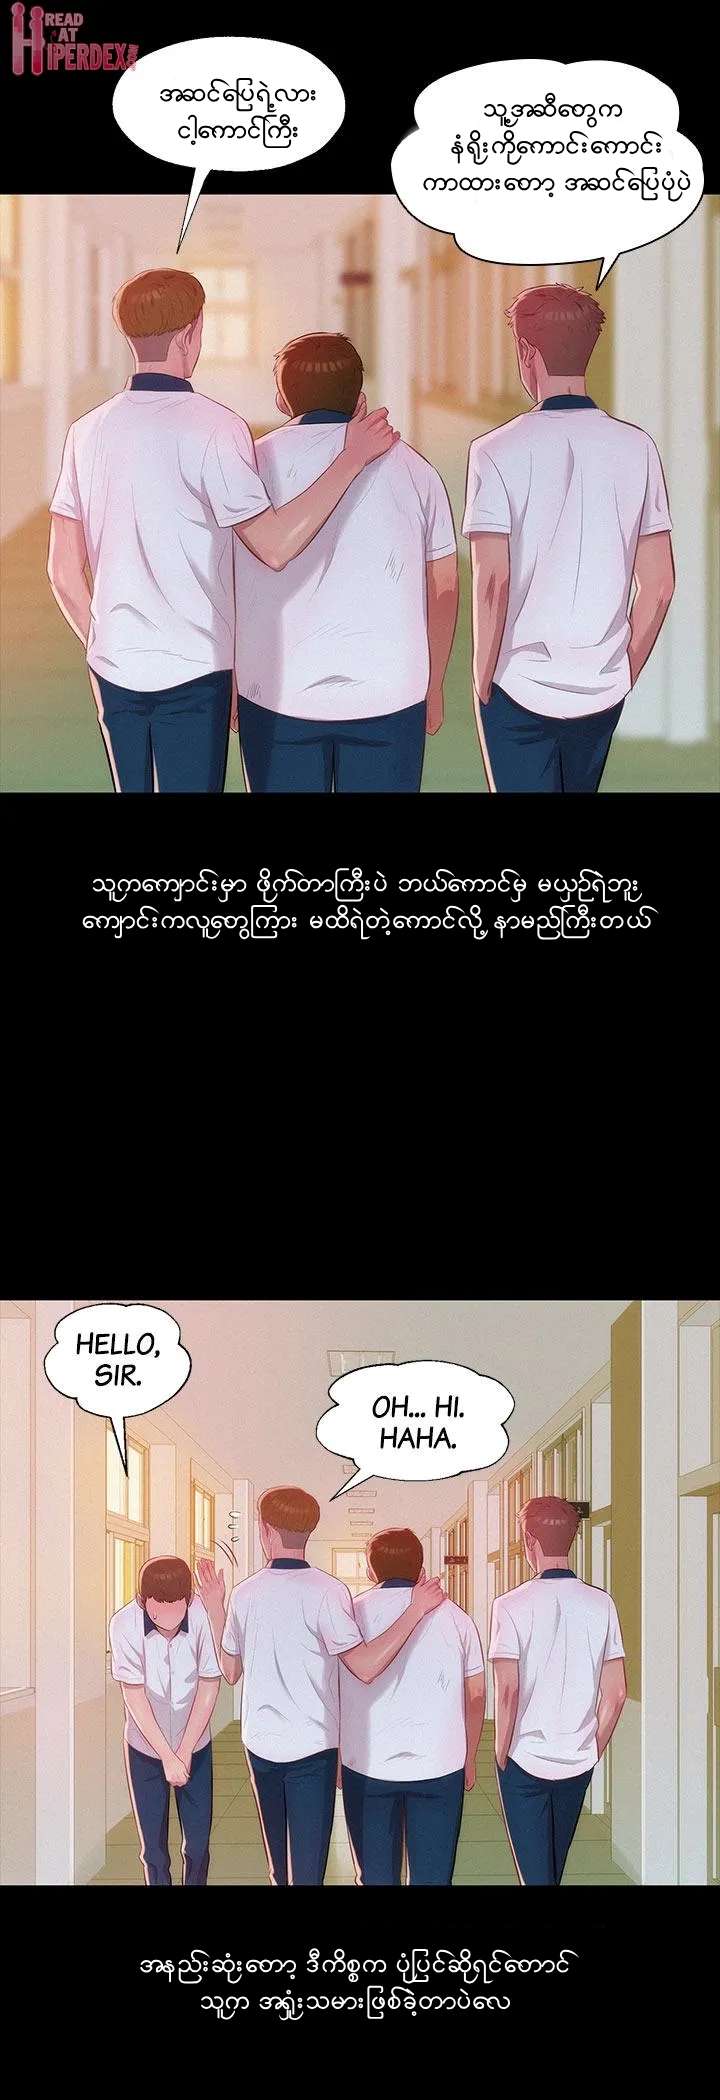 READ
AT
HIPERDEX.COM
အဆင်ပြေရဲ့လား
ငါ့ကောင်ကြီး
သူ့အဆီတွေက
နံရိုးကိုကောင်းကောင်း
ကာထားတော့ အဆင်ပြေပုံပဲ
သူကကျောင်းမှာ ဖိုက်တာကြီးပဲ ဘယ်ကောင်မှ မယှဉ်ရဲဘူး
ကျောင်းကလူတွေကြား မထိရဲတဲ့ကောင်လို့ နာမည်ကြီးတယ်
HELLO,
SIR.
OH... HI.
HAHA.
အနည်းဆုံးတော့ ဒီကိစ္စက ပုံပြင်ဆိုရင်တောင်
သူက အရှုံးသမားဖြစ်ခဲ့တာပဲလေ